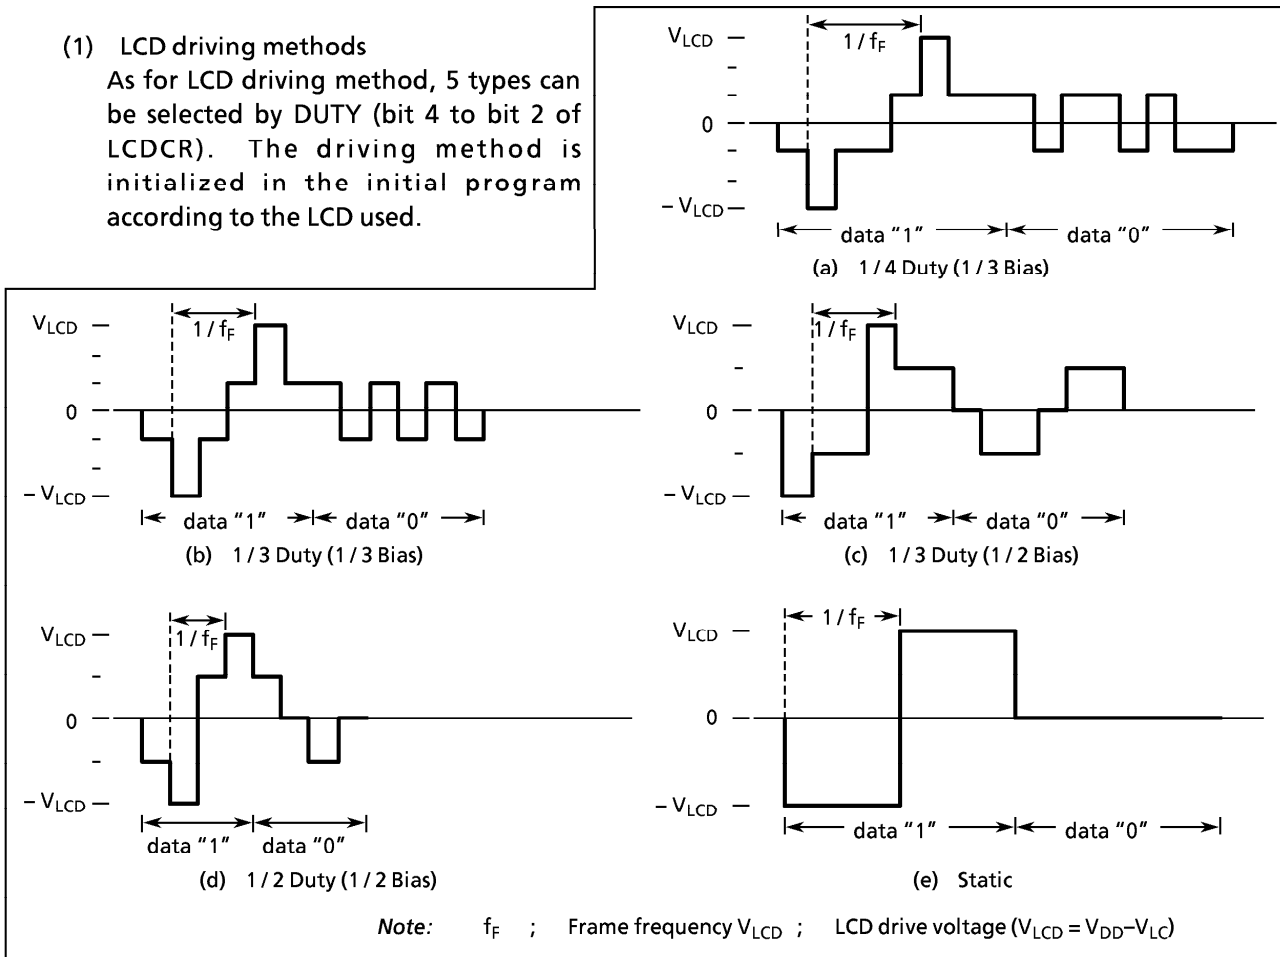 (1) LCD driving methods
As for LCD driving method, 5 types can
be selected by DUTY (bit 4 to bit 2 of
LCDCR). The driving method is
initialized in the initial program
according to the LCD used.
VLCD
1 / fF
0
– VLCD
data “1”
data “0”
(a) 1 / 4 Duty (1 / 3 Bias)
VLCD
1 / fF
0
– VLCD
data “1”
data “0”
(b) 1 / 3 Duty (1 / 3 Bias)
VLCD
1 / fF
0
– VLCD
data “1”
data “0”
(c) 1 / 3 Duty (1 / 2 Bias)
VLCD
1 / fF
0
– VLCD
data “1”
data “0”
(d) 1 / 2 Duty (1 / 2 Bias)
VLCD
1 / fF
0
– VLCD
data “1”
data “0”
(e) Static
Note: fF ; Frame frequency VLCD ; LCD drive voltage (VLCD = VDD–VLC)